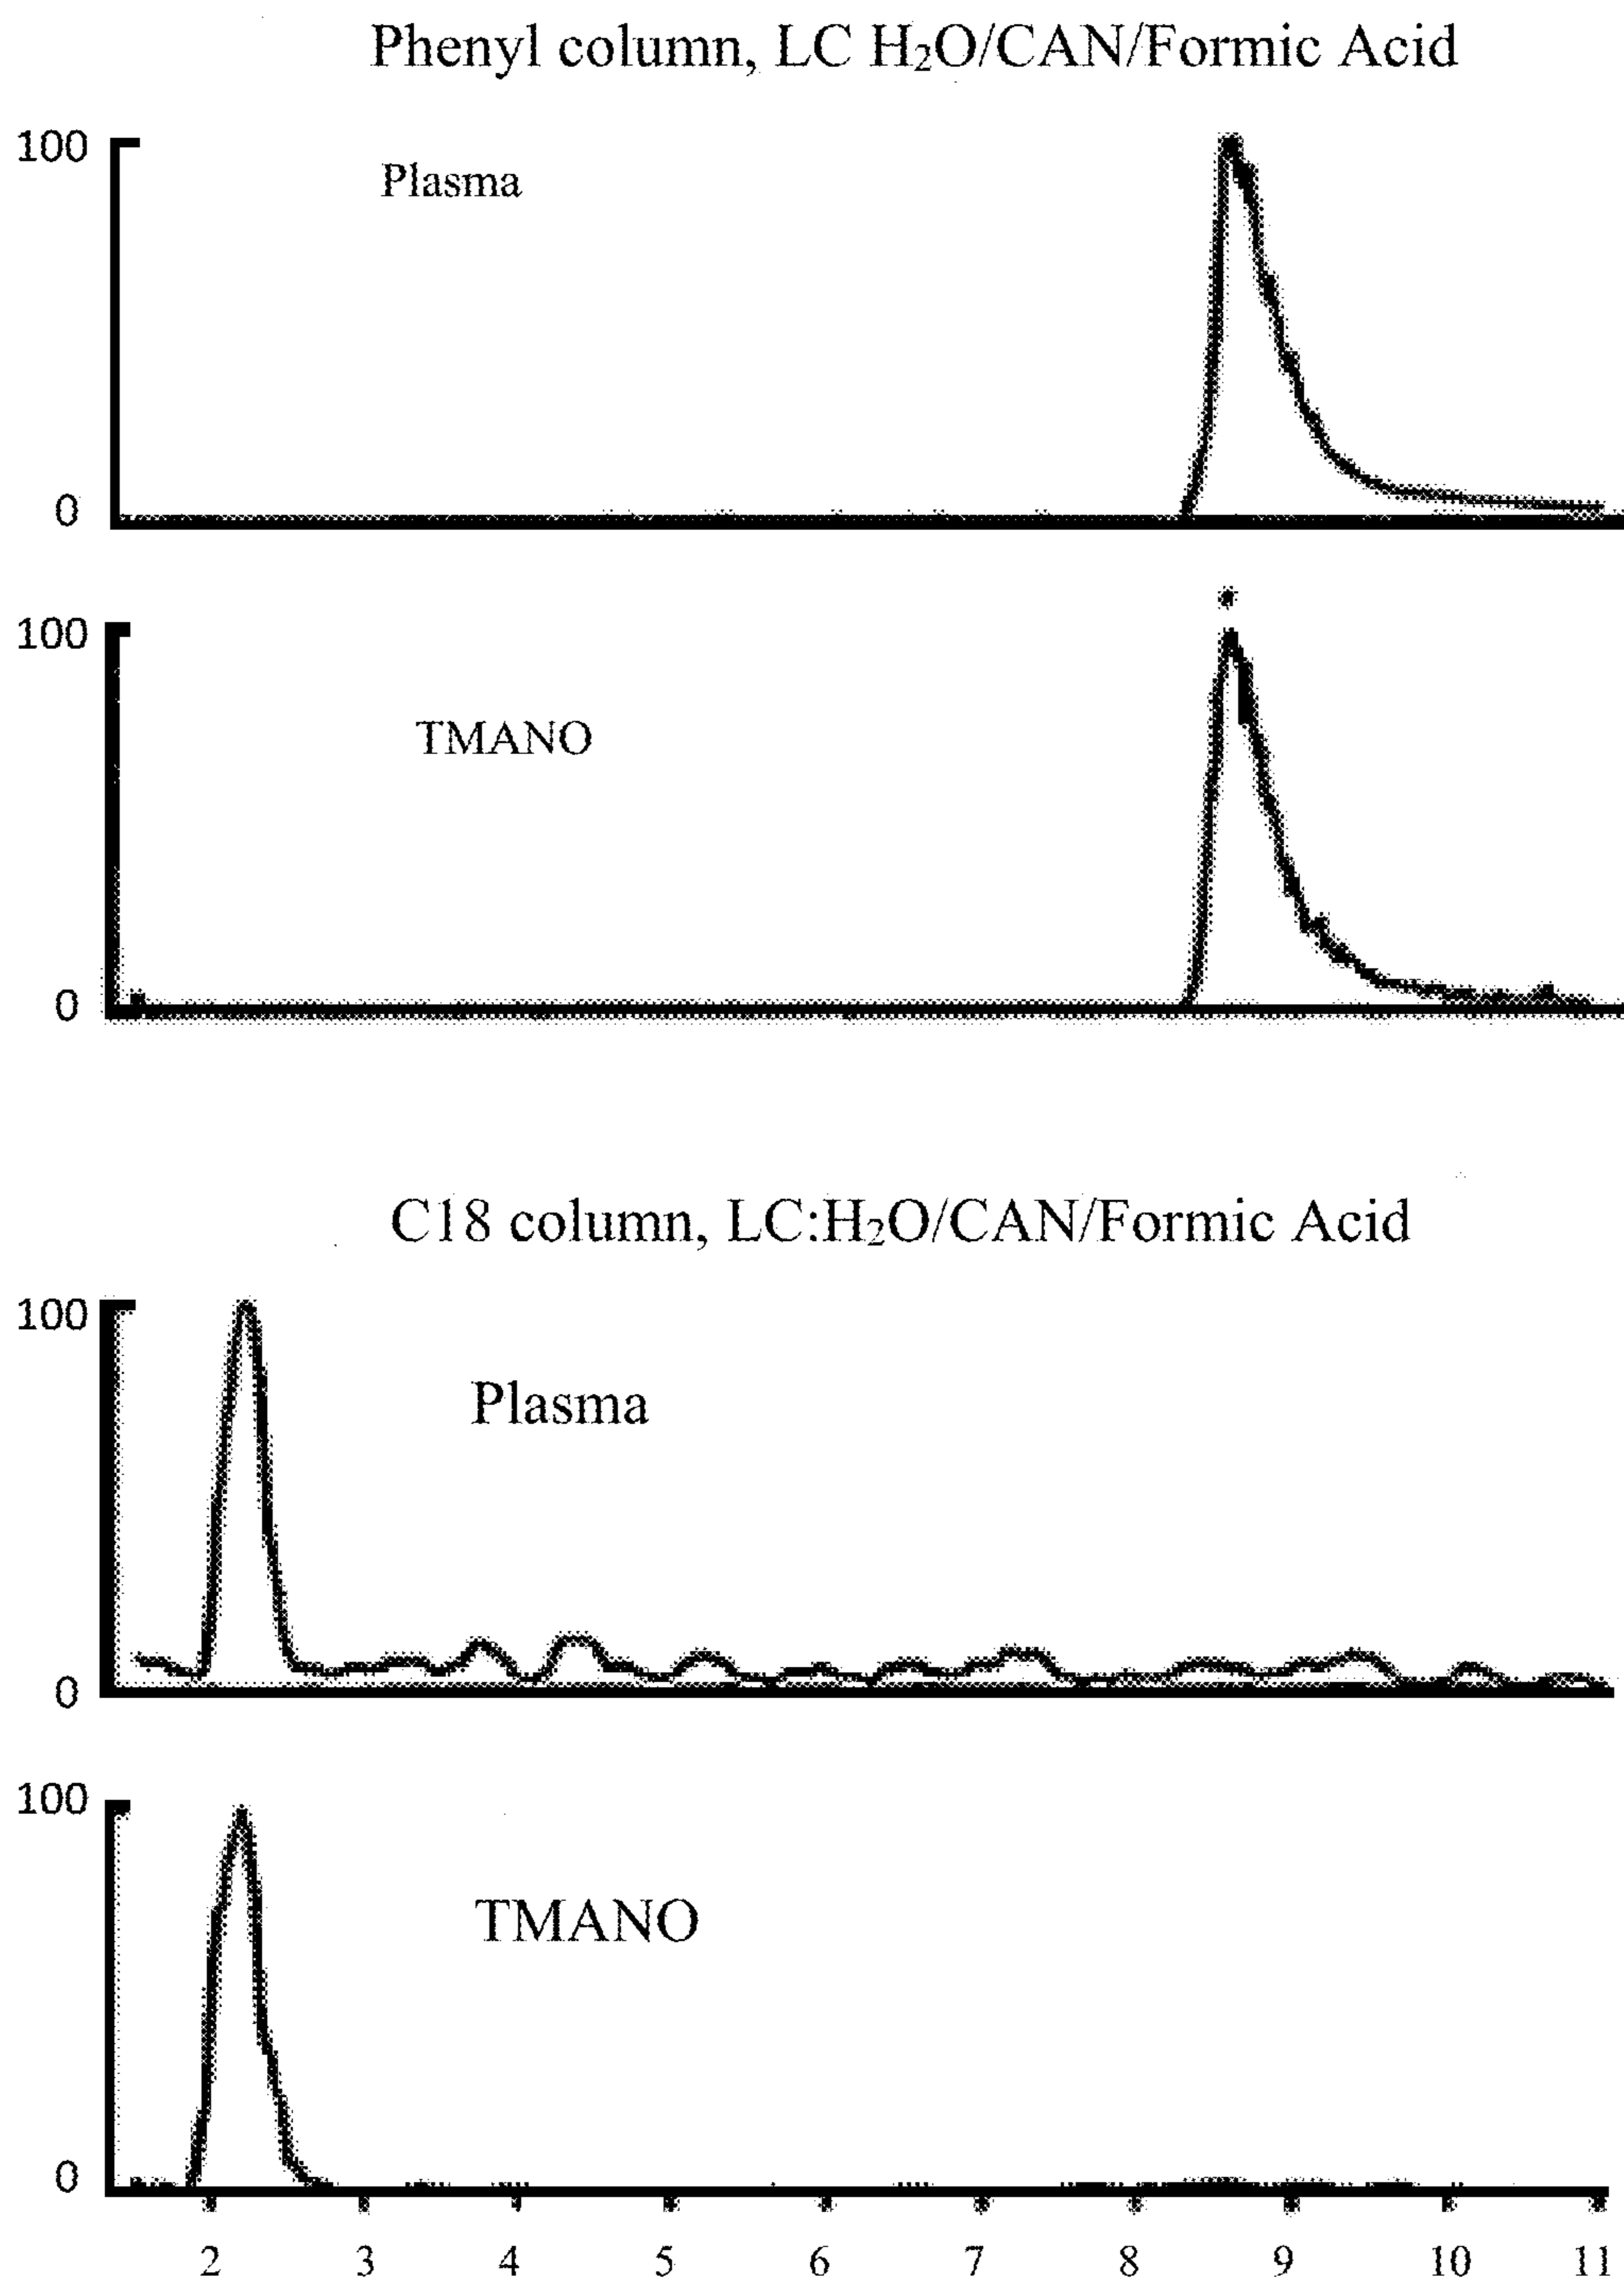 Phenyl column, LC H₂O/CAN/Formic Acid
100
Plasma
0
100
TMANO
0
C18 column, LC:H₂O/CAN/Formic Acid
100
Plasma
0
100
TMANO
0
2 3 4 5 6 7 8 9 10 11